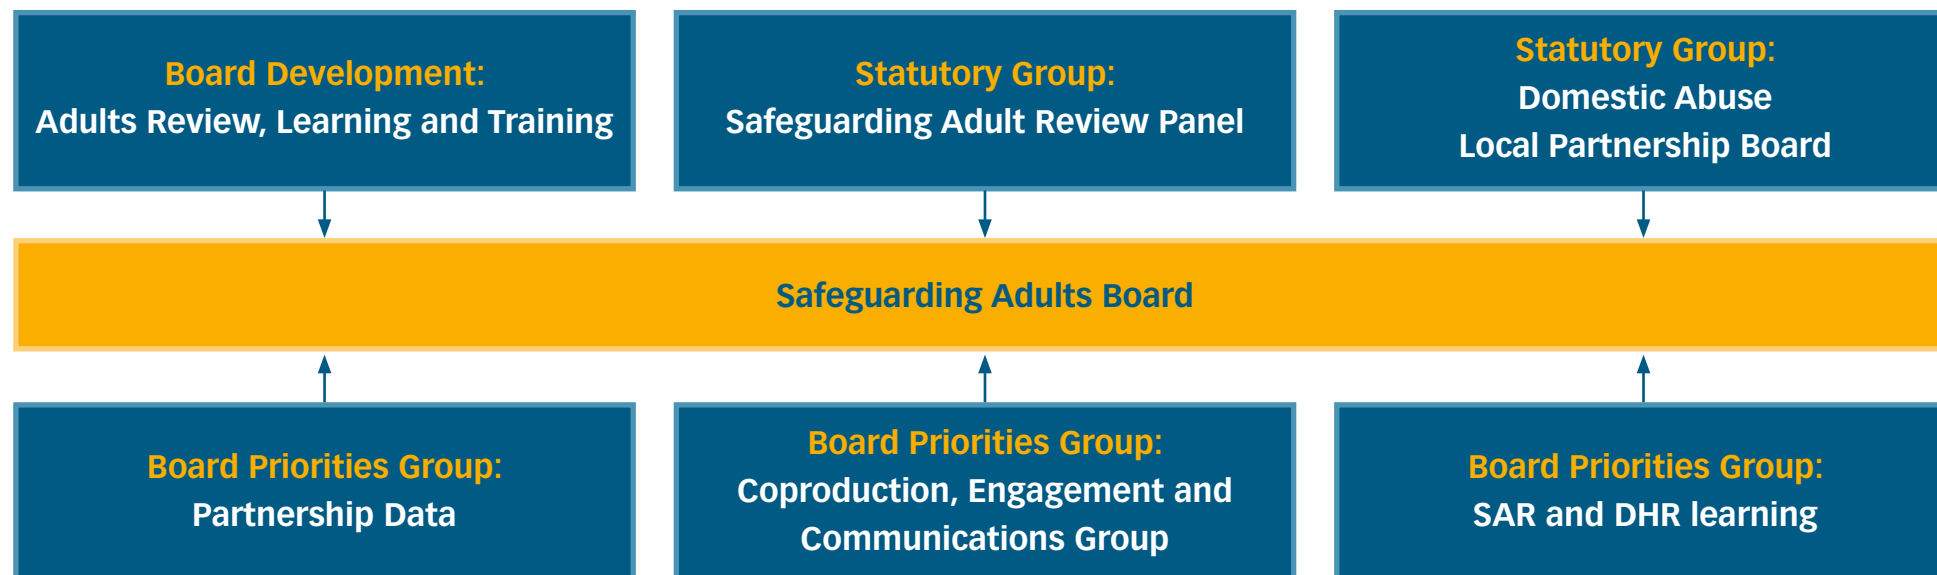 Board Development:
Adults Review, Learning and Training
Statutory Group:
Safeguarding Adult Review Panel
Statutory Group:
Domestic Abuse
Local Partnership Board
Safeguarding Adults Board
Board Priorities Group:
Partnership Data
Board Priorities Group:
Coproduction, Engagement and
Communications Group
Board Priorities Group:
SAR and DHR learning